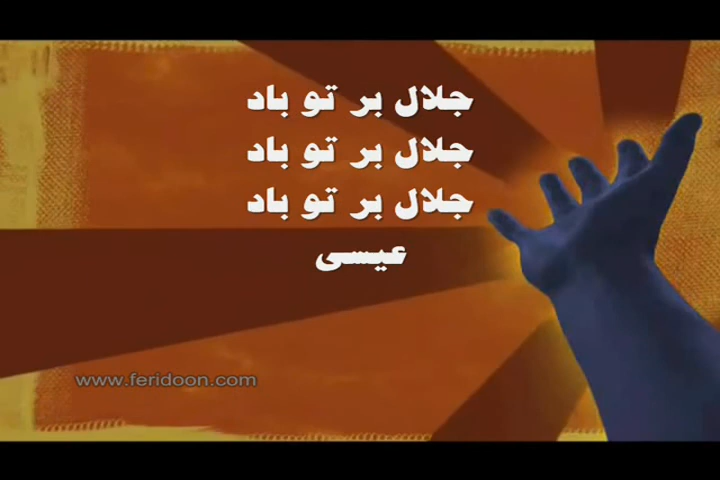 جلال بر تو باد
جلال بر تو باد
جلال بر تو باد
عیسی
www.feridoon.com